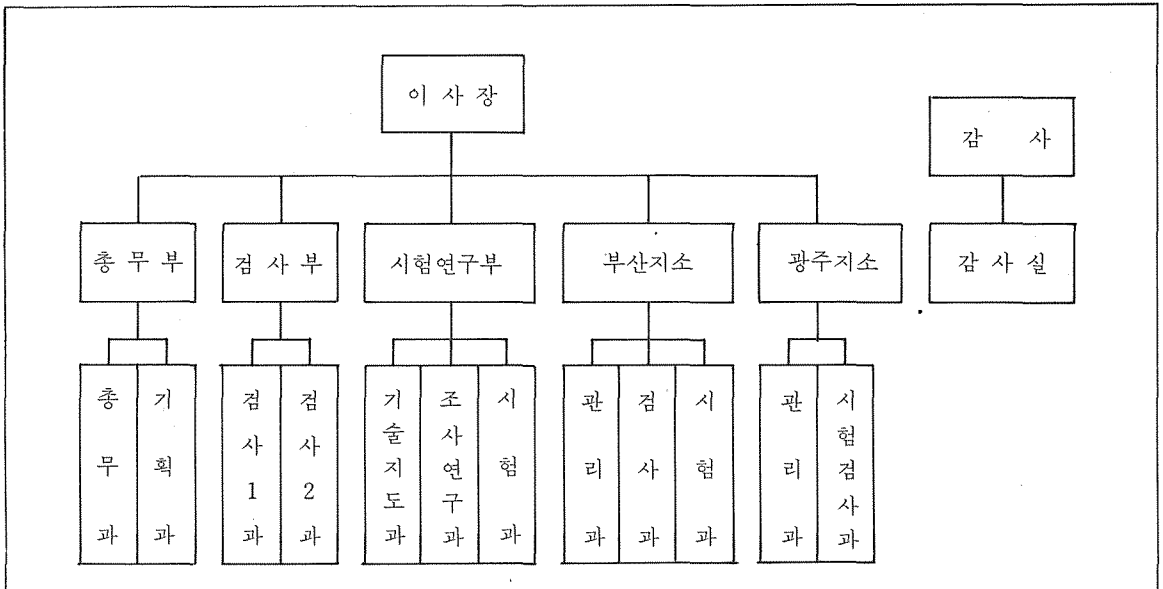 이 사 장
감 사
총 무 부
검 사 부
시험연구부
부산지소
광주지소
감 사 실
총무과
기획과
검사1과
검사2과
기술지도과
조사연구과
시험과
관리과
검사과
시험과
관리과
시험검사과